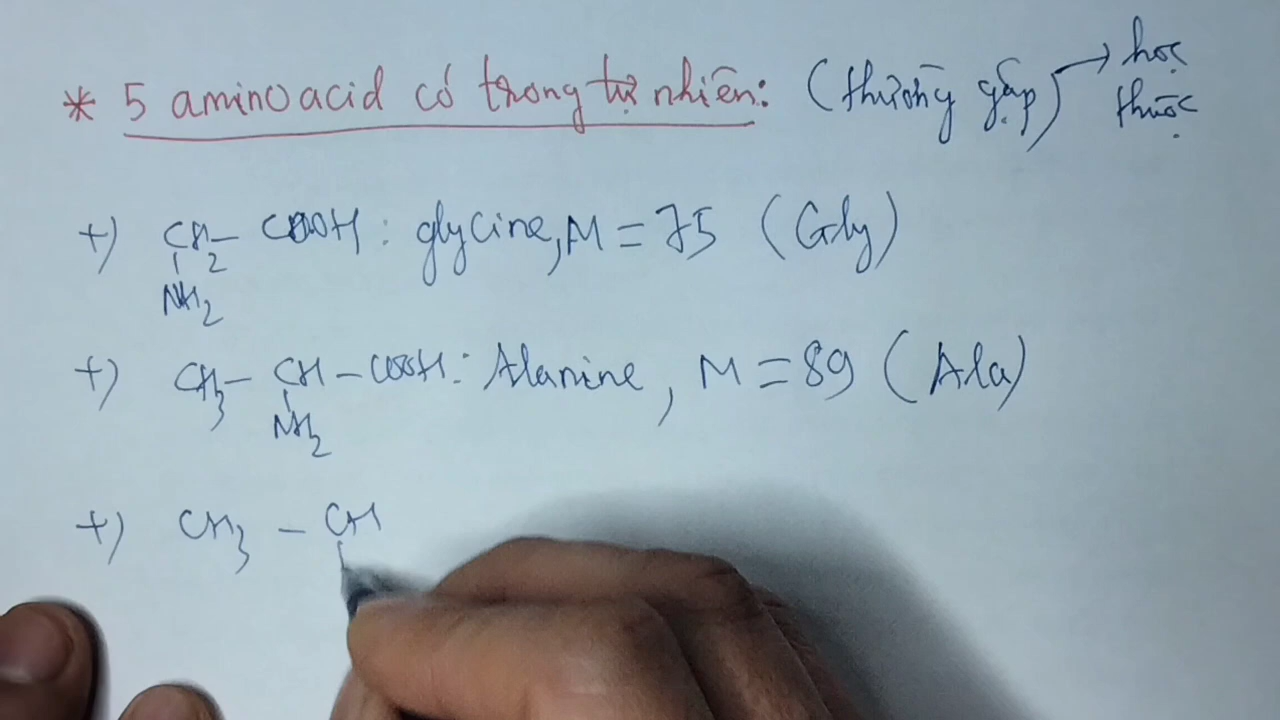 * 5 amino acid có trong tự nhiên: (thường gặp) → học thuộc
+) CH2 - COOH : glycine, M = 75 (Gly)
NH2
+) CH3 - CH - COOH : Alanine, M = 89 (Ala)
NH2
+) CH3 - CH